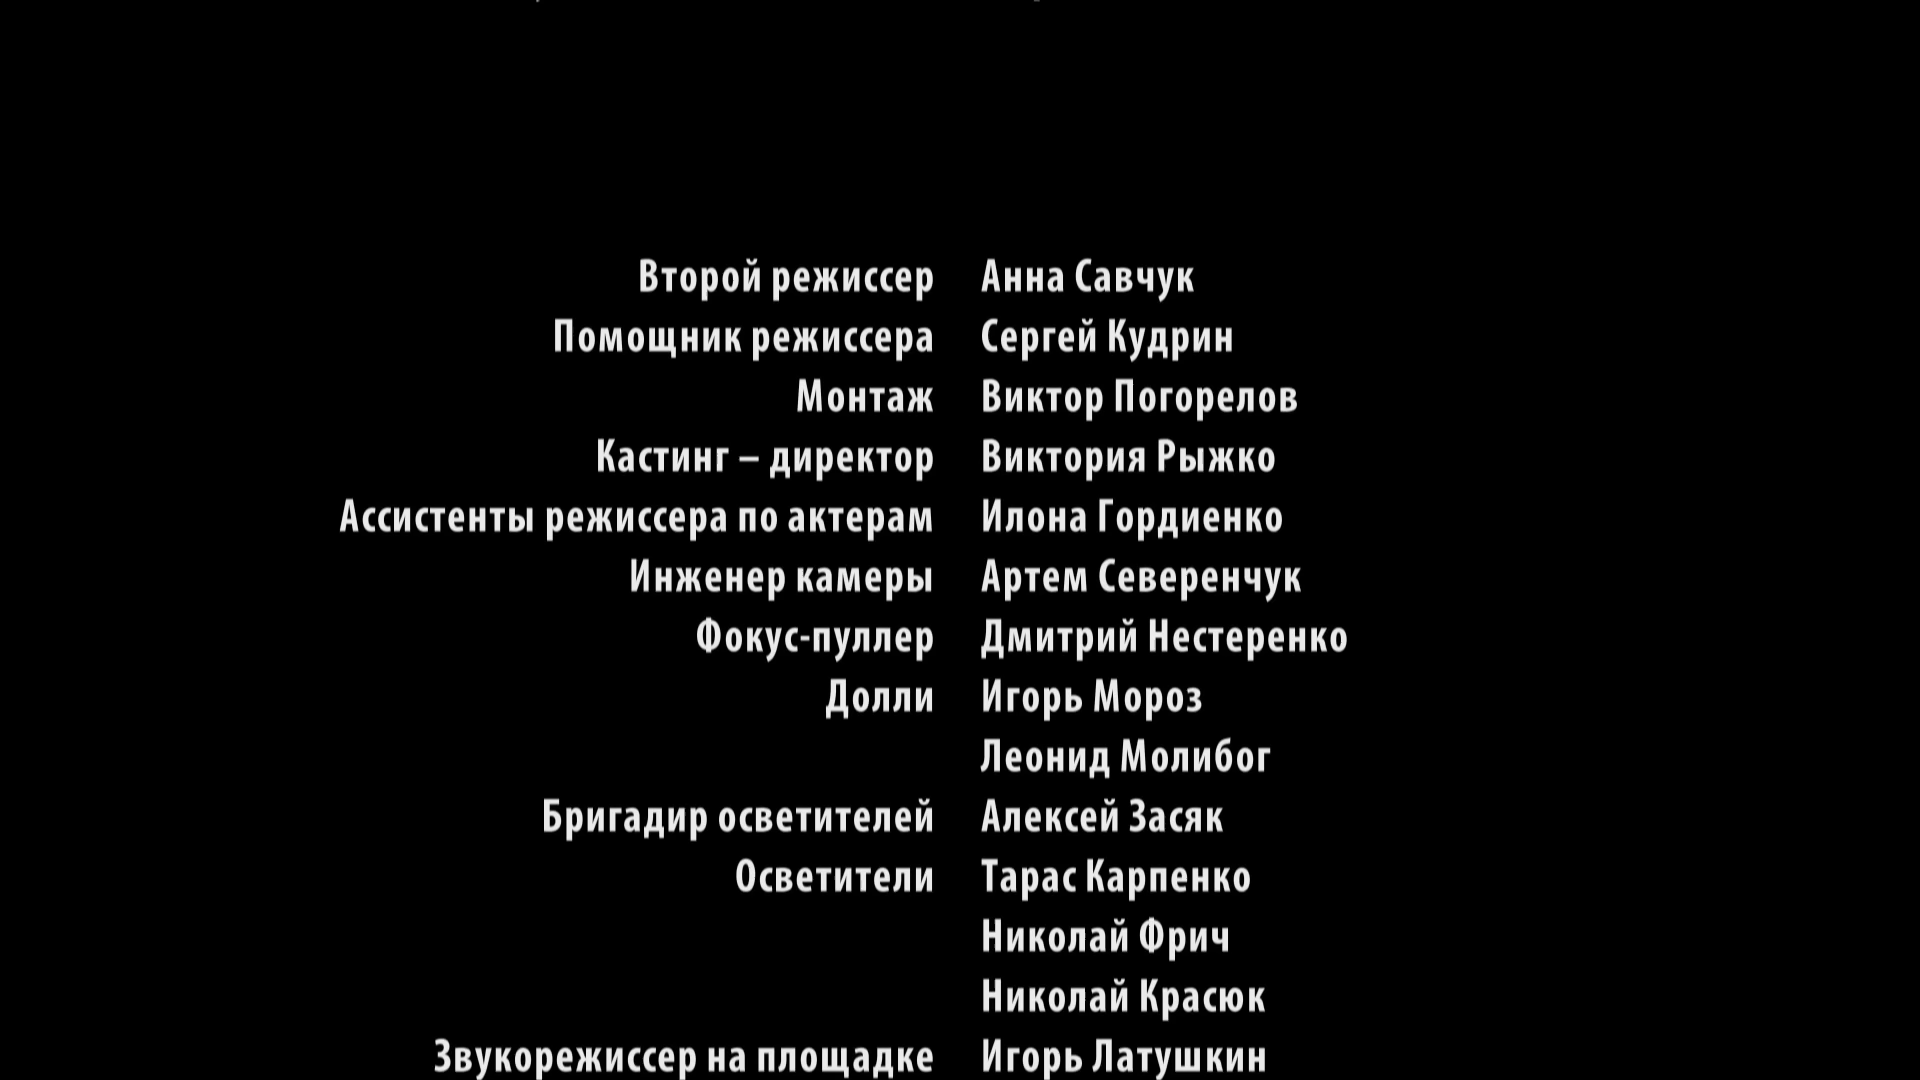 Второй режиссер Анна Савчук
Помощник режиссера Сергей Кудрин
Монтаж Виктор Погорелов
Кастинг – директор Виктория Рыжко
Ассистенты режиссера по актерам Илона Гордиенко
Инженер камеры Артем Северенчук
Фокус-пуллер Дмитрий Нестеренко
Долли Игорь Мороз
Леонид Молибог
Бригадир осветителей Алексей Засяк
Осветители Тарас Карпенко
Николай Фрич
Николай Красюк
Звукорежиссер на площадке Игорь Латушкин